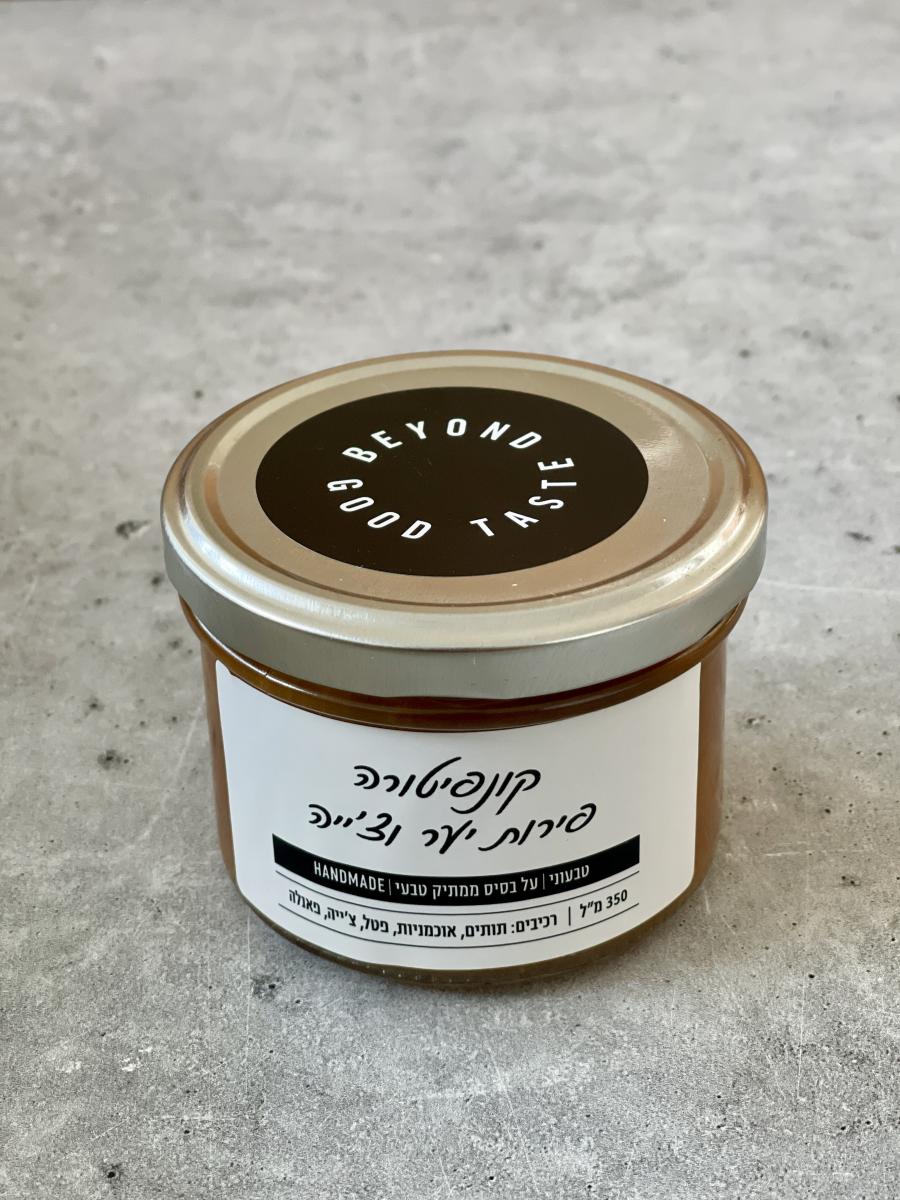 BEYOND
GOOD TASTE
קונפיטורה
פירות יער וצ'ייה
טבעוני | על בסיס ממתיק טבעי | HANDMADE
350 מ"ל | רכיבים: תותים, אוכמניות, פטל, צ'ייה, פאולה